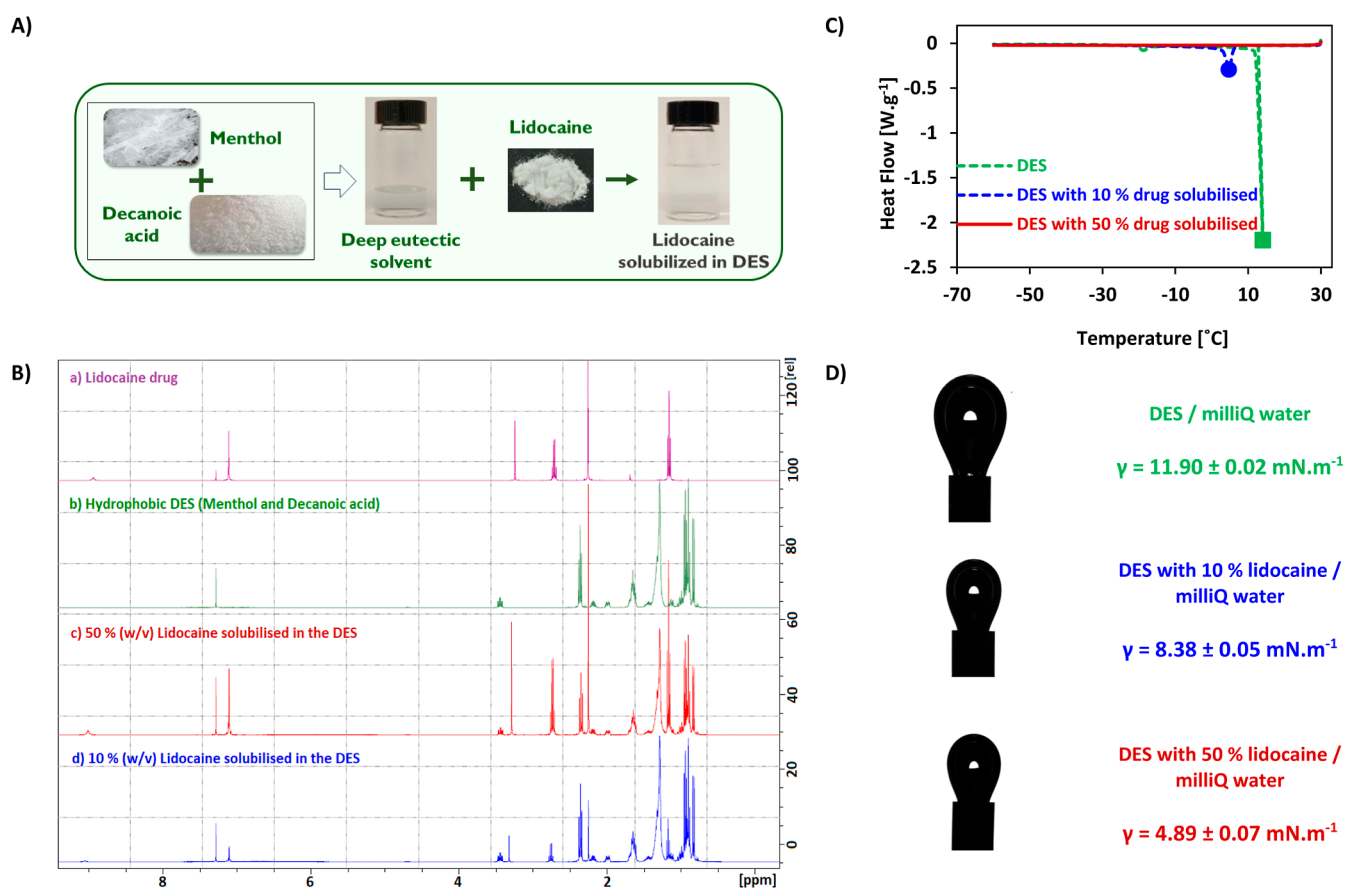 A)
Menthol
+
Decanoic
acid
Deep eutectic
solvent
+
Lidocaine
Lidocaine
solubilized in DES
B)
a) Lidocaine drug
b) Hydrophobic DES (Menthol and Decanoic acid)
c) 50 % (w/v) Lidocaine solubilised in the DES
d) 10 % (w/v) Lidocaine solubilised in the DES
[rel]
120
100
80
60
40
20
0
8 6 4 2 [ppm]
C)
Heat Flow [W.g-1]
0
-0.5
-1
-1.5
-2
-2.5
DES
DES with 10 % drug solubilised
DES with 50 % drug solubilised
-70 -50 -30 -10 10 30
Temperature [˚C]
D)
DES / milliQ water
γ = 11.90 ± 0.02 mN.m-1
DES with 10 % lidocaine /
milliQ water
γ = 8.38 ± 0.05 mN.m-1
DES with 50 % lidocaine /
milliQ water
γ = 4.89 ± 0.07 mN.m-1